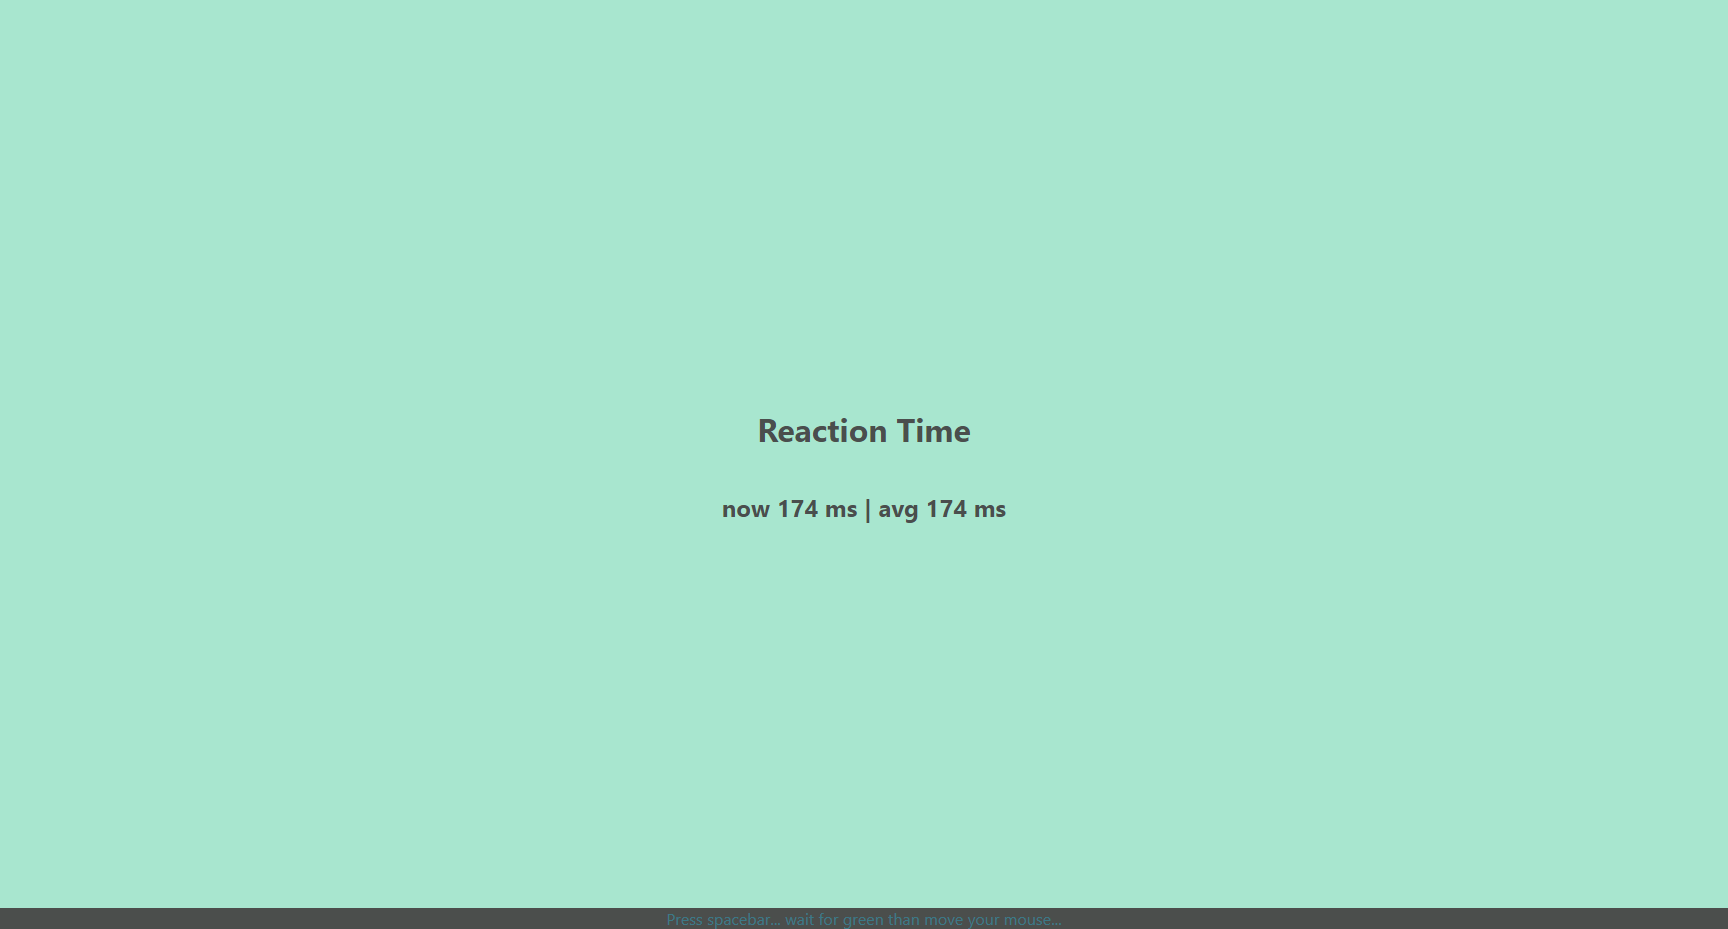 Reaction Time
now 174 ms | avg 174 ms
Press spacebar... wait for green than move your mouse...